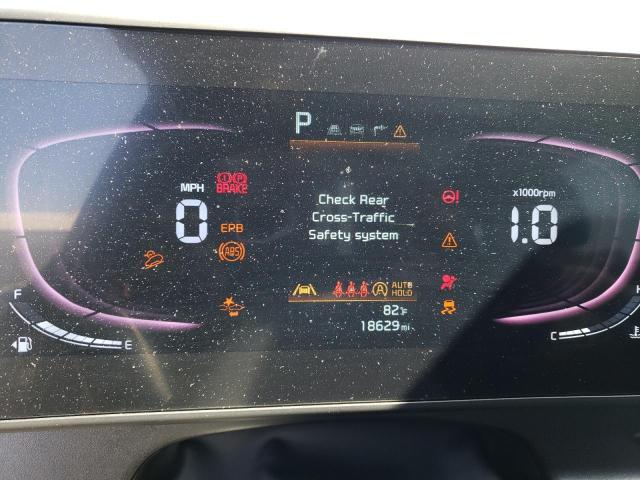 P
MPH
0
BRAKE
EPB
ABS
Check Rear
Cross-Traffic
Safety system
x1000rpm
1.0
AUTO
HOLD
82°F
18629 mi
F
E
H
C